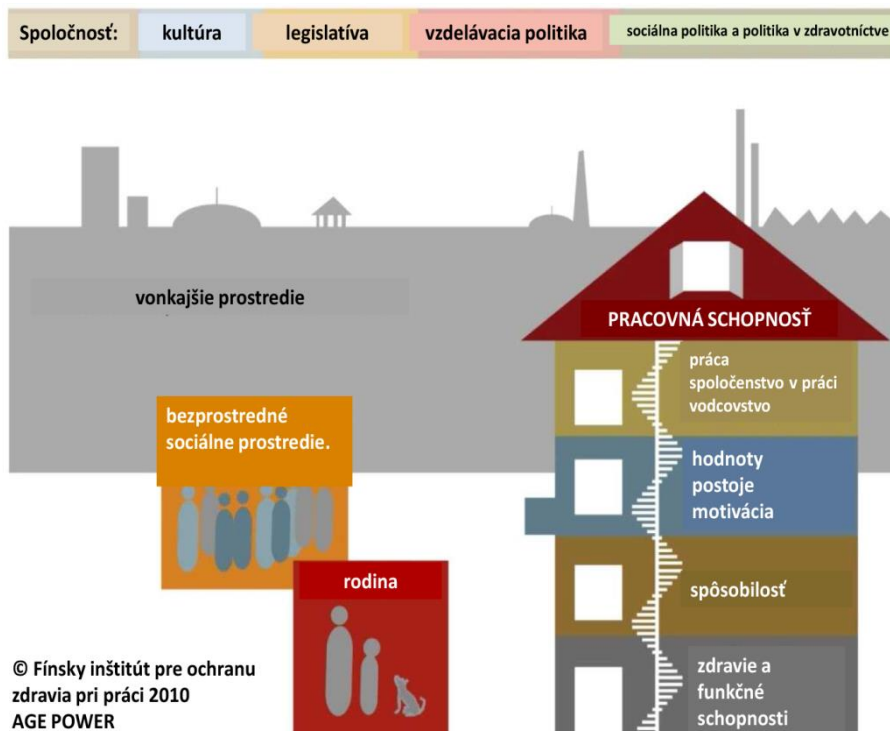 Spoločnosť: kultúra legislatíva vzdelávacia politika sociálna politika a politika v zdravotníctve
vonkajšie prostredie
PRACOVNÁ SCHOPNOSŤ
práca
spoločenstvo v práci
vodcovstvo
bezprostredné
sociálne prostredie.
hodnoty
postoje
motivácia
rodina
spôsobilosť
zdravie a
funkčné
schopnosti
© Fínsky inštitút pre ochranu
zdravia pri práci 2010
AGE POWER